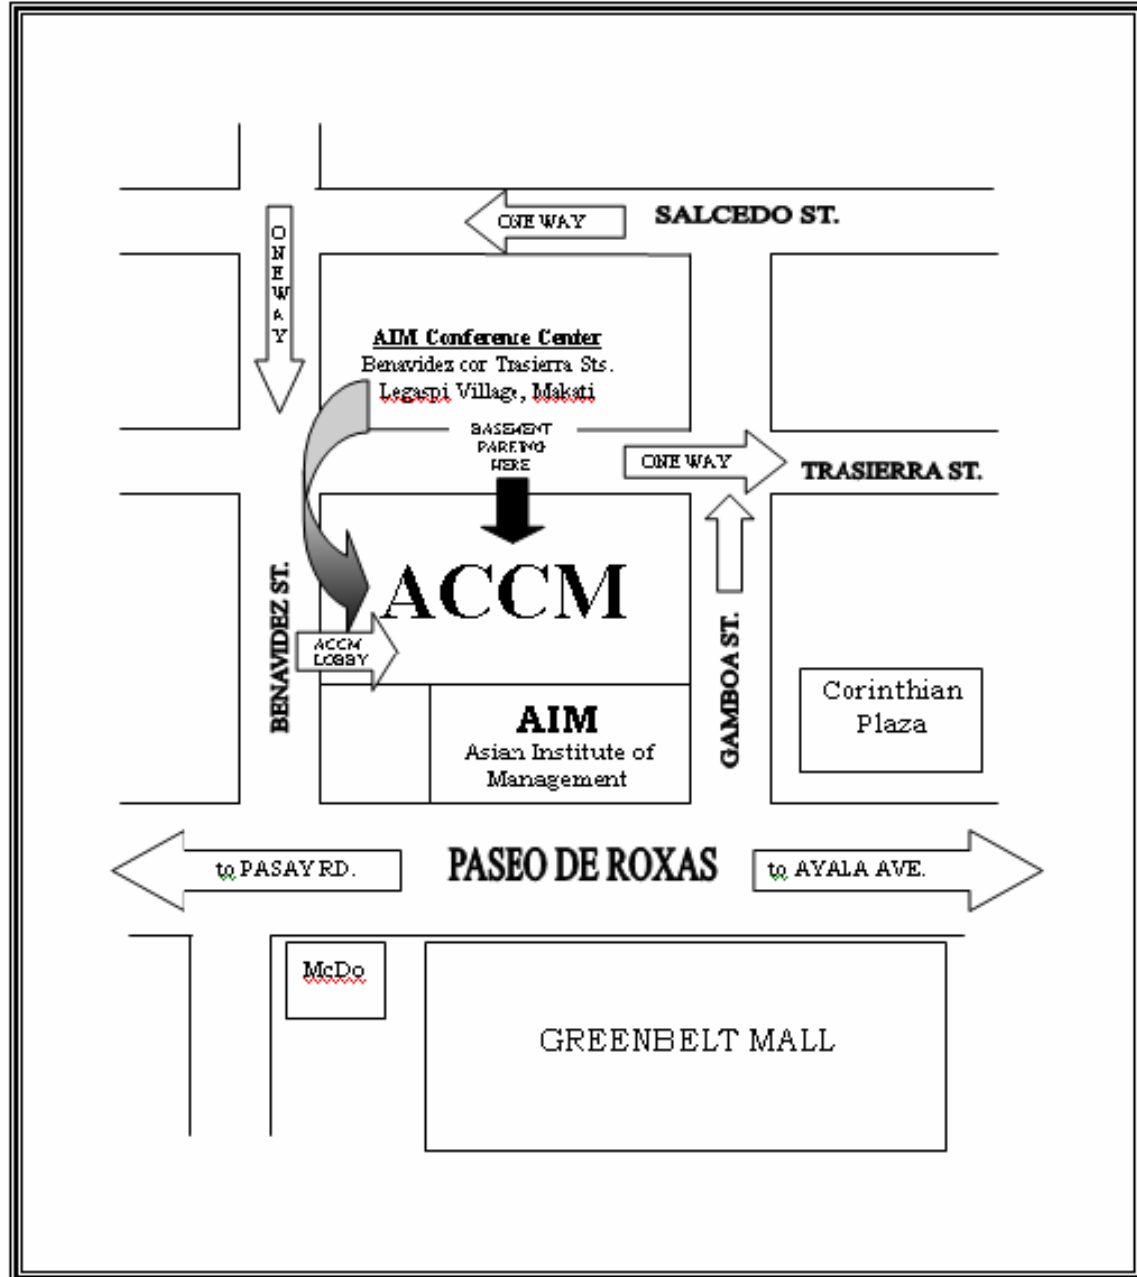 ONE WAY
SALCEDO ST.
ONE WAY
AIM Conference Center
Benavidez cor Trasierra Sts.
Legaspi Village, Makati
BASEMENT
PARKING
HERE
ONE WAY
TRASIERRA ST.
ACCM
BENAVIDEZ ST.
ACCM
LOBBY
GAMBOA ST.
Corinthian
Plaza
AIM
Asian Institute of
Management
to PASAY RD.
PASEO DE ROXAS
to AYALA AVE.
McDo
GREENBELT MALL